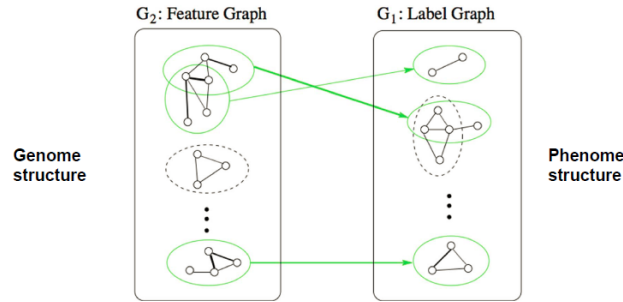 G₂: Feature Graph
G₁: Label Graph
Genome
structure
Phenome
structure